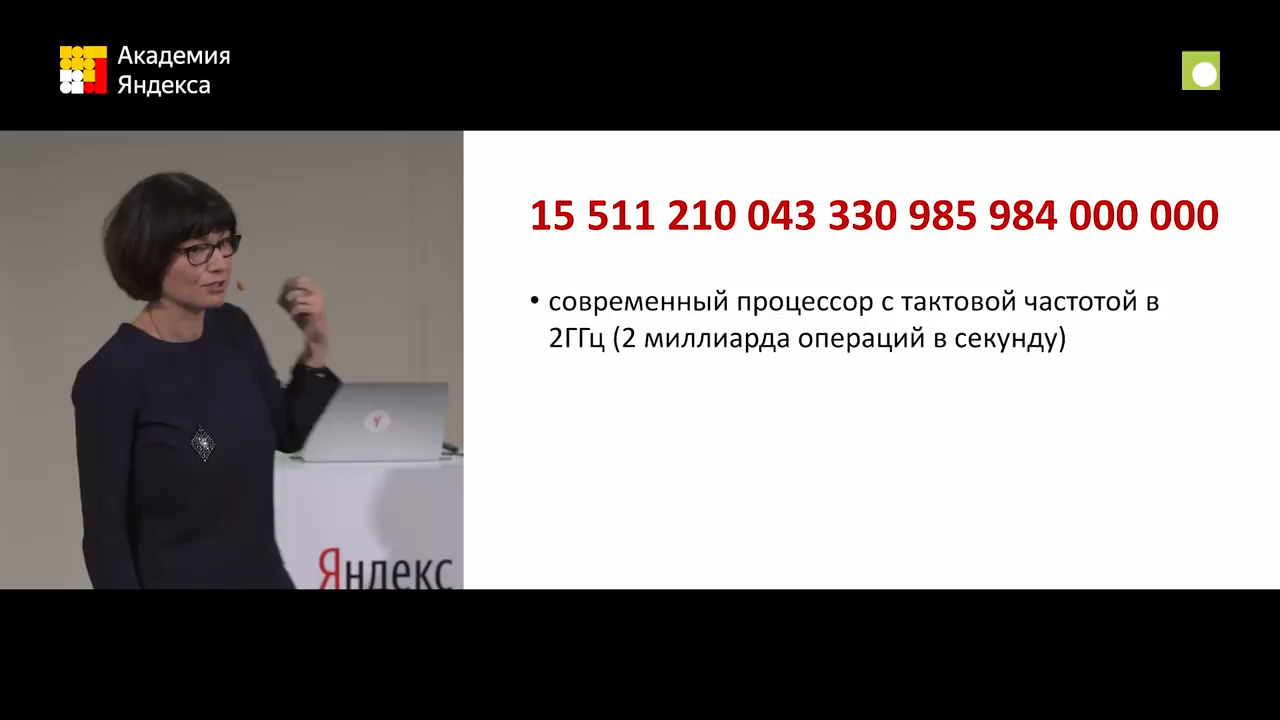 Академия
Яндекса
15 511 210 043 330 985 984 000 000
• современный процессор с тактовой частотой в
2ГГц (2 миллиарда операций в секунду)
Яндекс